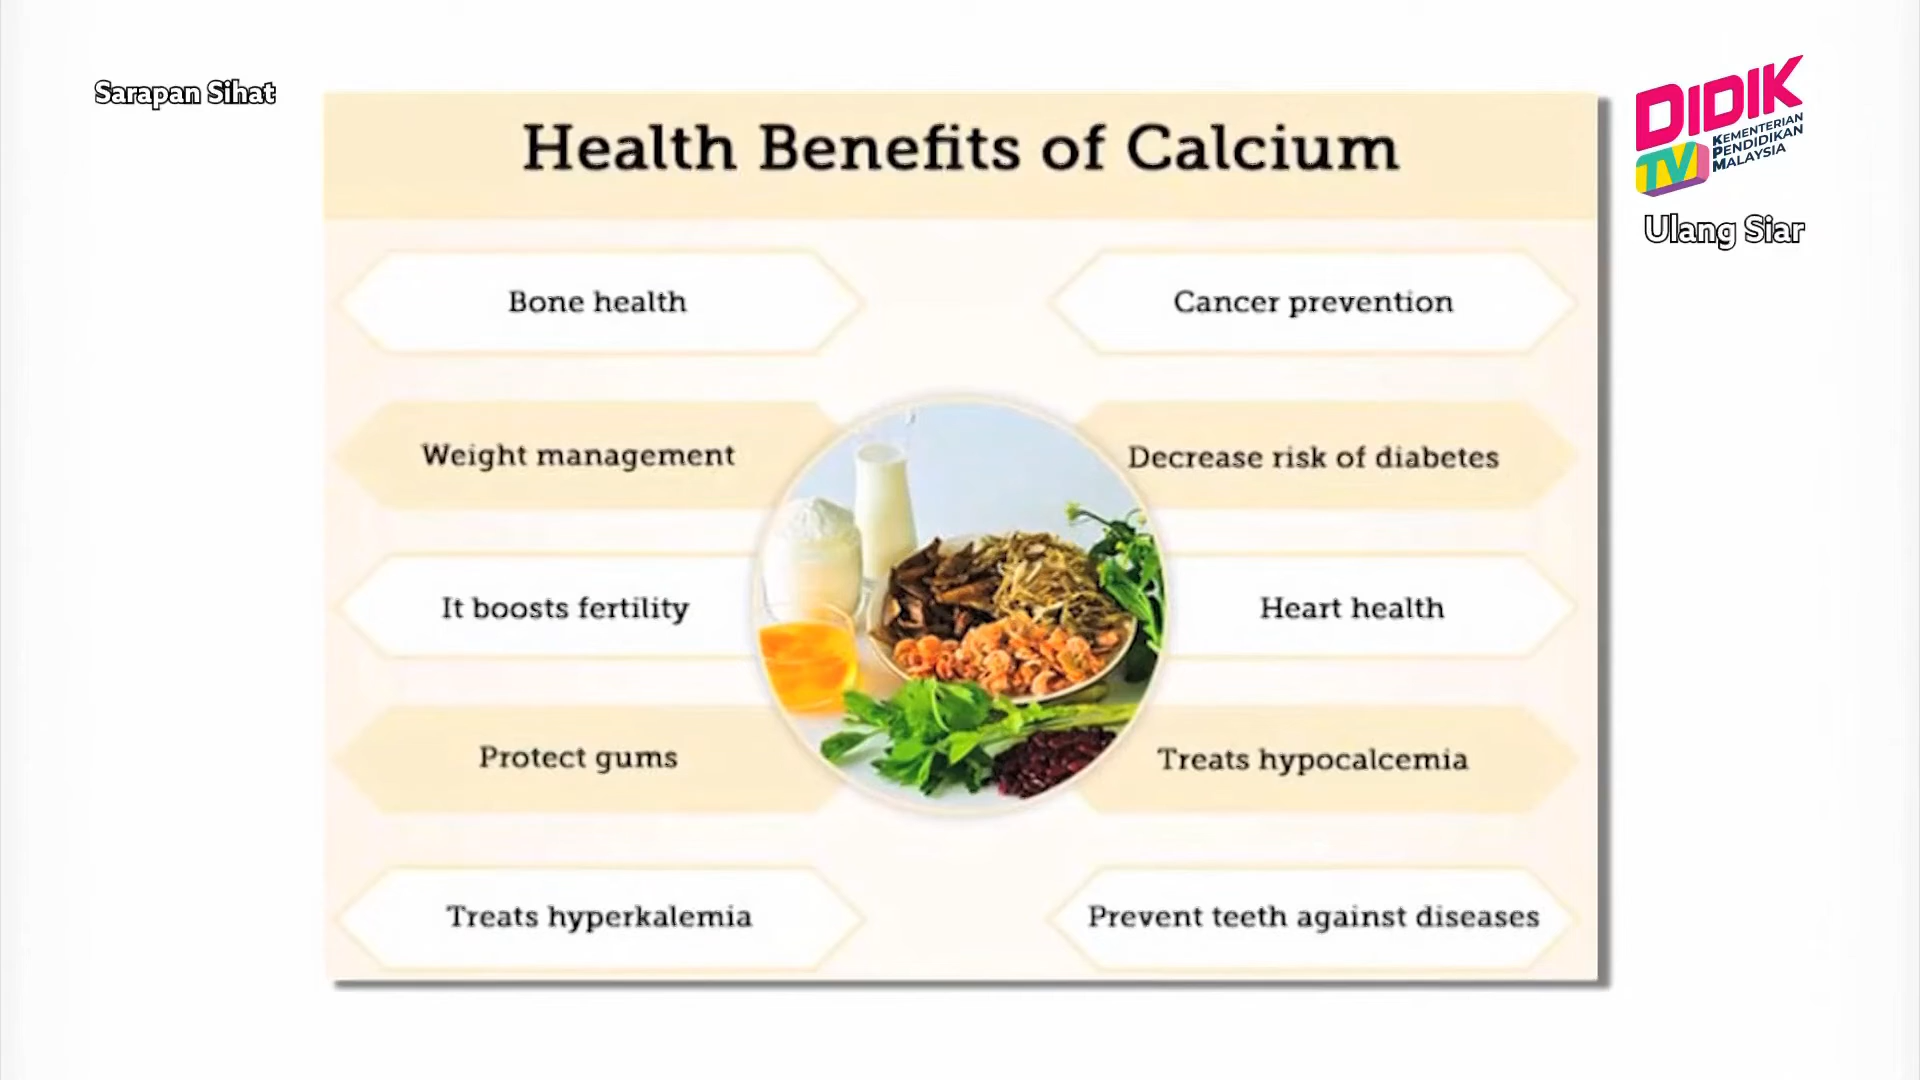 Sarapan Sihat
DIDIK
TV
KEMENTERIAN
PENDIDIKAN
MALAYSIA
Ulang Siar
Health Benefits of Calcium
Bone health
Cancer prevention
Weight management
Decrease risk of diabetes
It boosts fertility
Heart health
Protect gums
Treats hypocalcemia
Treats hyperkalemia
Prevent teeth against diseases